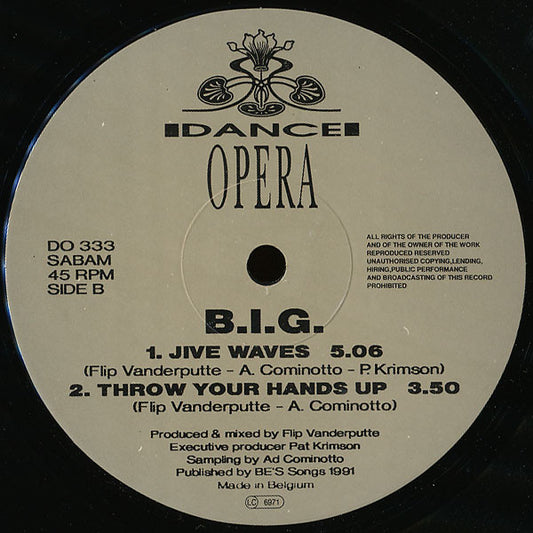 DANCE
OPERA
DO 333
SABAM
45 RPM
SIDE B
ALL RIGHTS OF THE PRODUCER
AND OF THE OWNER OF THE WORK
REPRODUCED RESERVED
UNAUTHORISED COPYING,LENDING,
HIRING,PUBLIC PERFORMANCE
AND BROADCASTING OF THIS RECORD
PROHIBITED
B.I.G.
1. JIVE WAVES 5.06
(Flip Vanderputte - A. Cominotto - P. Krimson)
2. THROW YOUR HANDS UP 3.50
(Flip Vanderputte - A. Cominotto)
Produced & mixed by Flip Vanderputte
Executive producer Pat Krimson
Sampling by Ad Cominotto
Published by BE'S Songs 1991
Made in Belgium
LC 6971